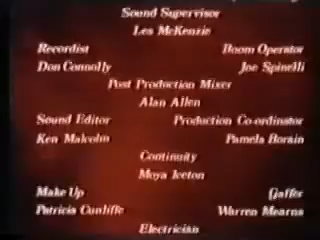 Sound Supervisor
Les McKenzie
Recordist Boom Operator
Don Connolly Joe Spinelli
Post Production Mixer
Alan Allen
Sound Editor Production Co-ordinator
Ken Malcolm Pamela Borain
Continuity
Moya Iceton
Make Up Gaffer
Patricia Cunliffe Warren Mearns
Electrician